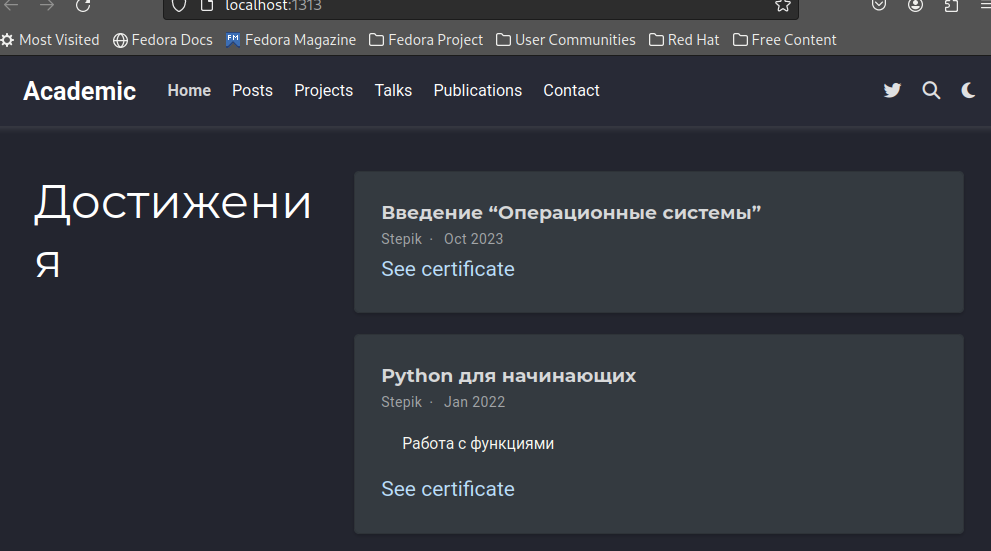 localhost:1313
Most Visited Fedora Docs FM Fedora Magazine Fedora Project User Communities Red Hat Free Content
Academic Home Posts Projects Talks Publications Contact
Достижени
я
Введение “Операционные системы”
Stepik · Oct 2023
See certificate
Python для начинающих
Stepik · Jan 2022
Работа с функциями
See certificate